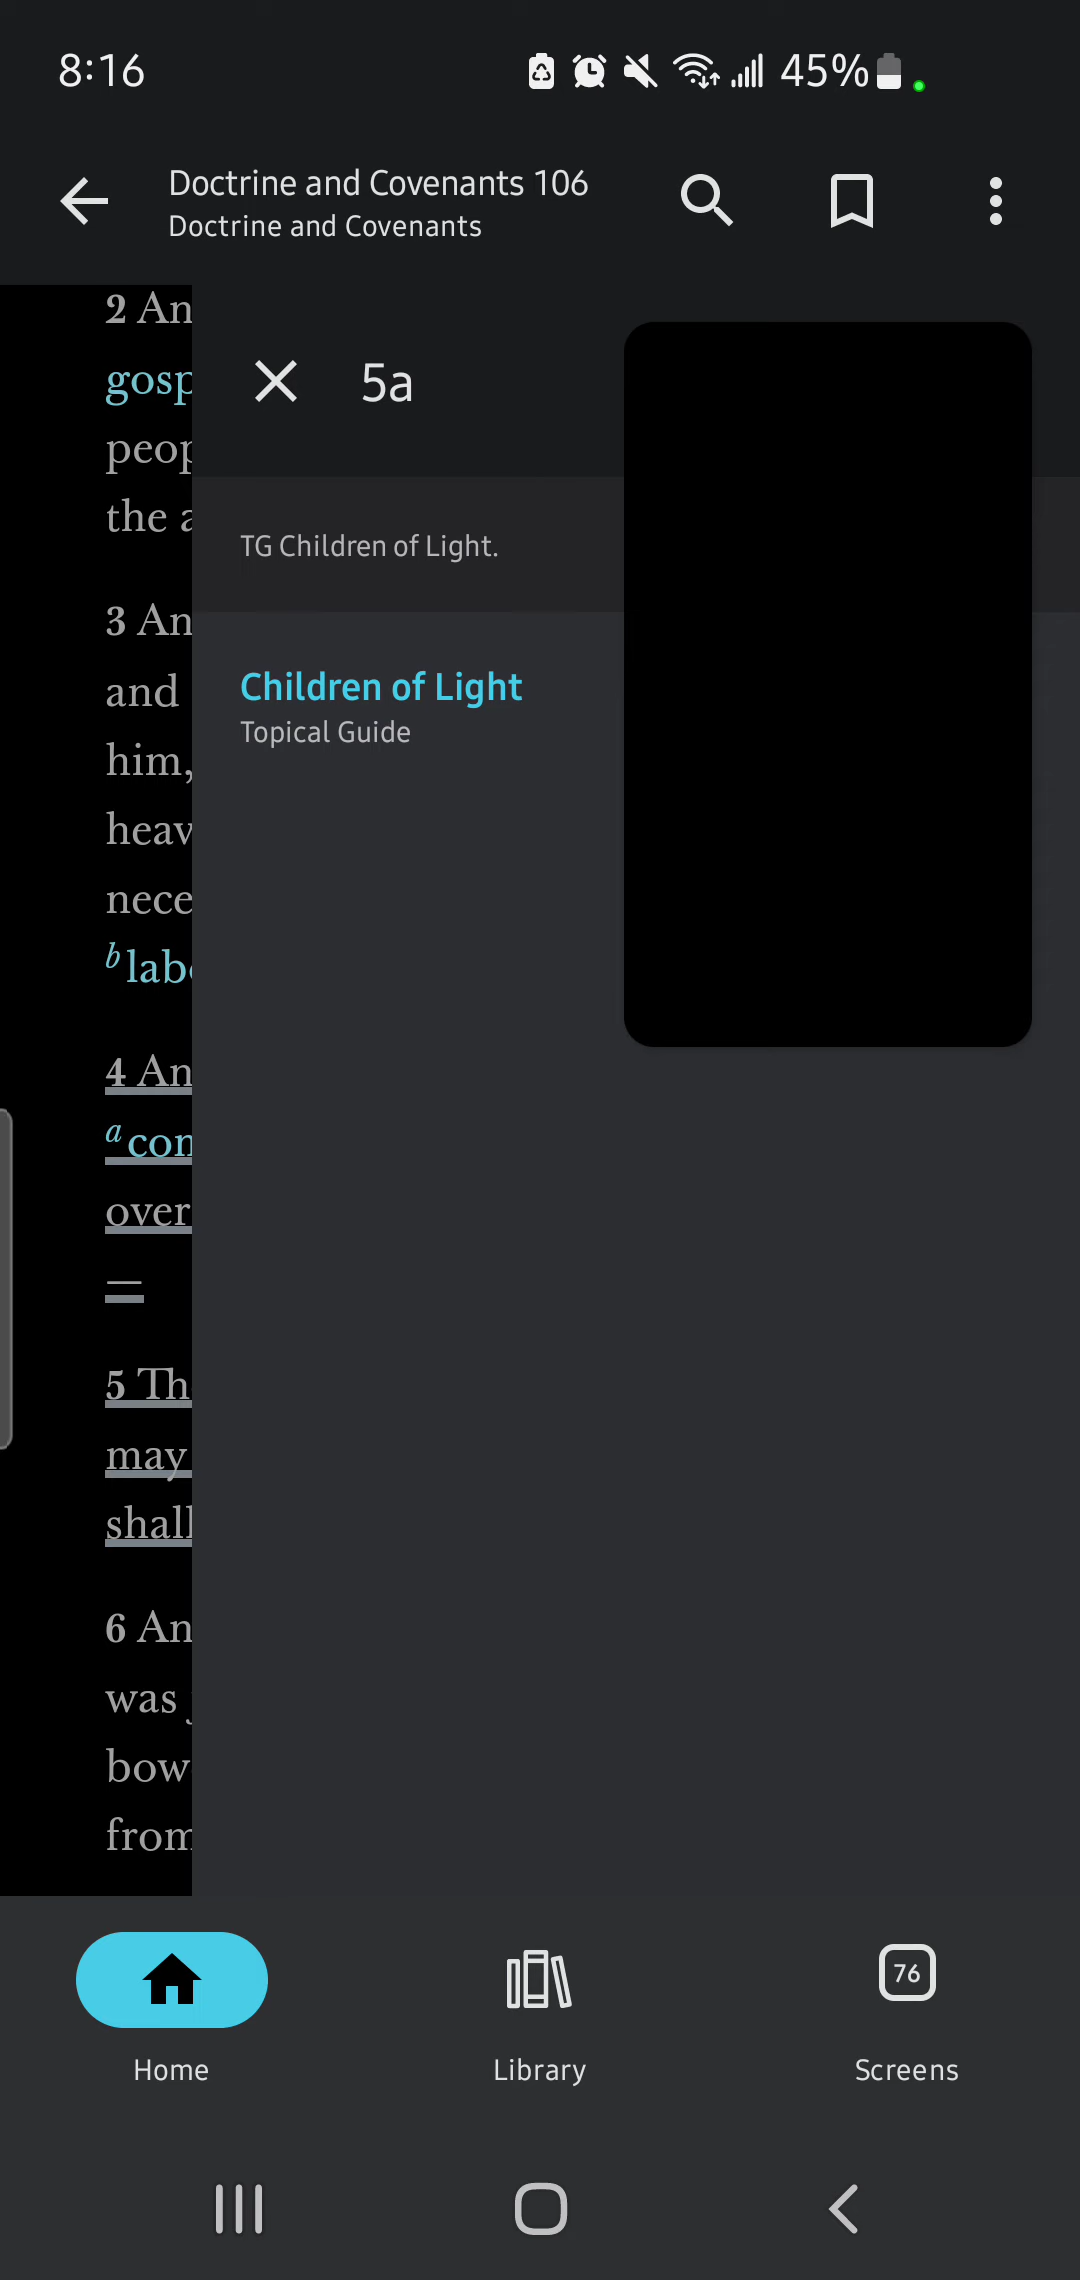 8:16
45%
Doctrine and Covenants 106
Doctrine and Covenants
2 An
gosp
peop
the a
3 An
and
him,
heav
nece
b labo
4 An
a con
over
—
5 Th
may
shall
6 An
was j
bow
from
5a
TG Children of Light.
Children of Light
Topical Guide
Home
Library
76
Screens